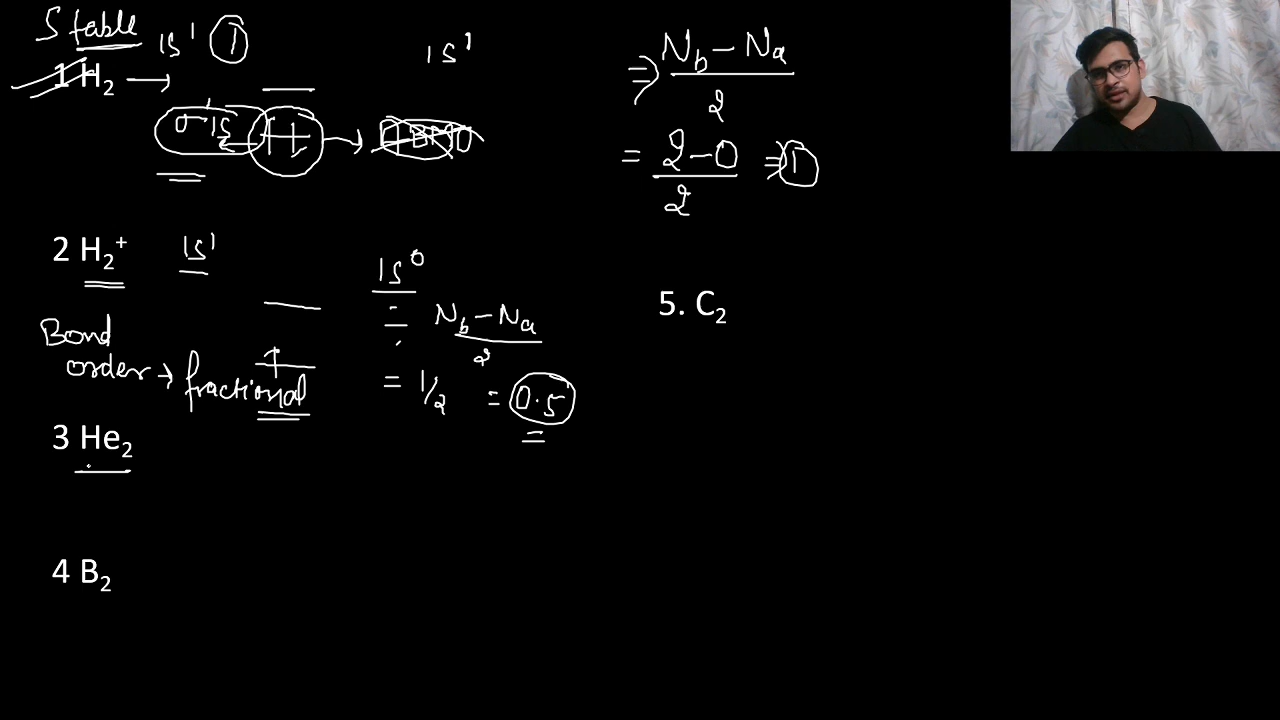 Stable
1s¹ ① 1s¹
1 H₂ →
σ1s →
2 H₂⁺ 1s¹ 1s⁰
Bond
order → fractional
= N_b - N_a / 2
= 1/2 = 0.5
3 He₂
4 B₂
⇒ N_b - N_a / 2
= 2-0 / 2 ⇒ ①
5. C₂